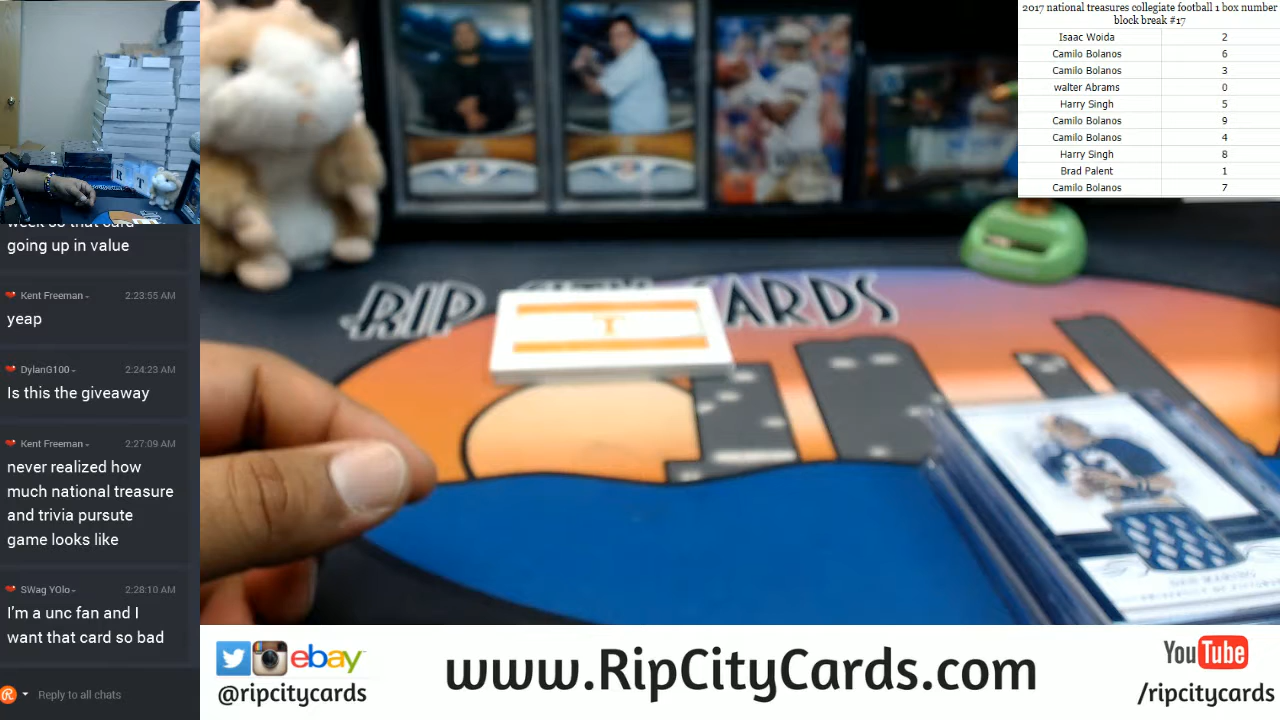 2017 national treasures collegiate football 1 box number
block break #17
Isaac Woida 2
Camilo Bolanos 6
Camilo Bolanos 3
walter Abrams 0
Harry Singh 5
Camilo Bolanos 9
Camilo Bolanos 4
Harry Singh 8
Brad Palent 1
Camilo Bolanos 7
going up in value
Kent Freeman 2:23:55 AM
yeap
DylanG100 2:24:23 AM
Is this the giveaway
Kent Freeman 2:27:09 AM
never realized how
much national treasure
and trivia pursute
game looks like
SWag YOlo 2:28:10 AM
I'm a unc fan and I
want that card so bad
Reply to all chats
RIP CITY CARDS
T
ebay
@ripcitycards
www.RipCityCards.com
YouTube
/ripcitycards